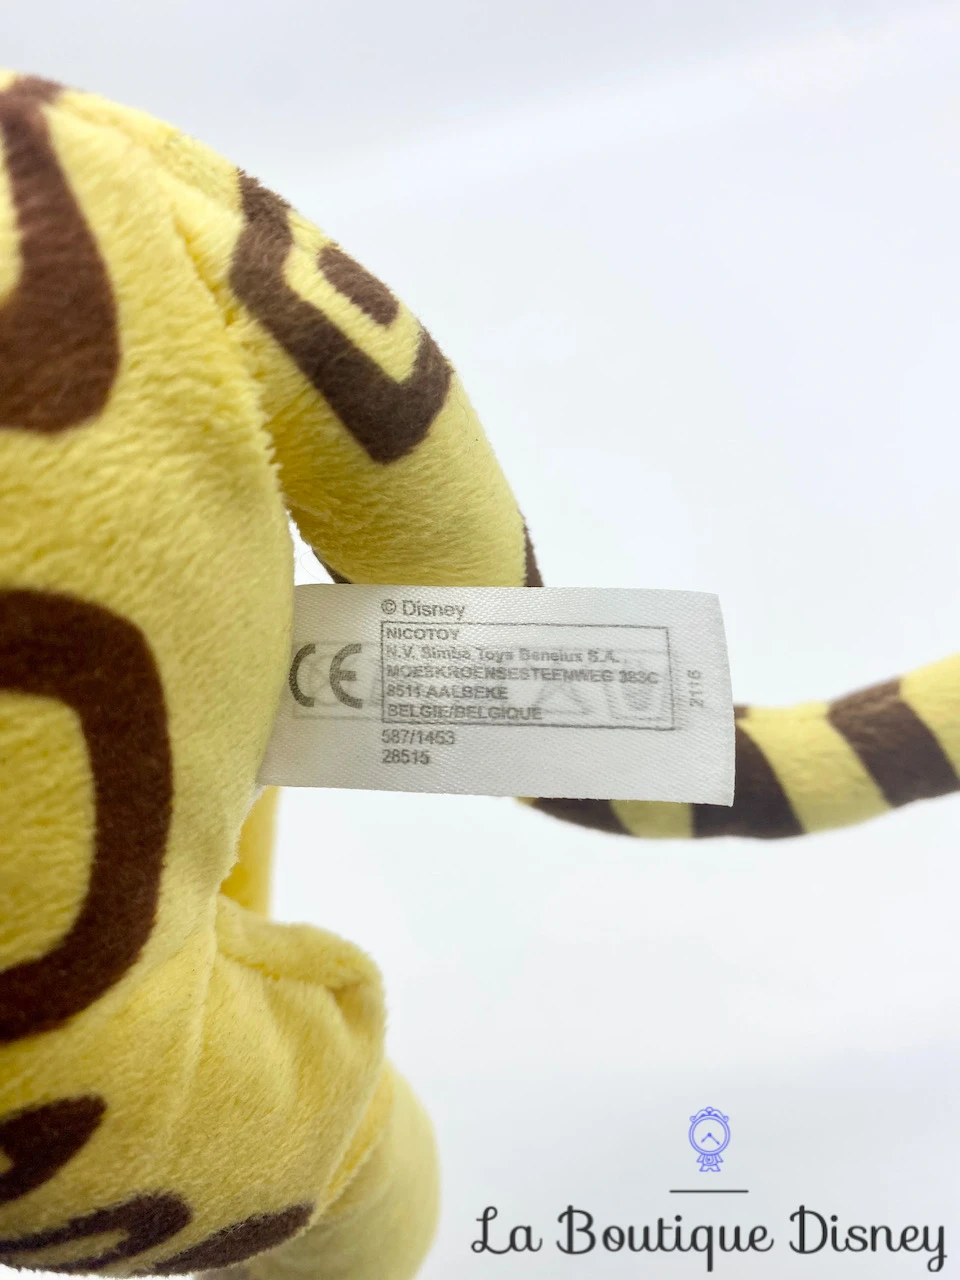 © Disney
NICOTOY
N.V. Simba Toys Benelux S.A.
MOESKROENSESTEENWEG 383C
8511 AALBEKE
BELGIE/BELGIQUE
CE
2116
587/1453
28515
La Boutique Disney